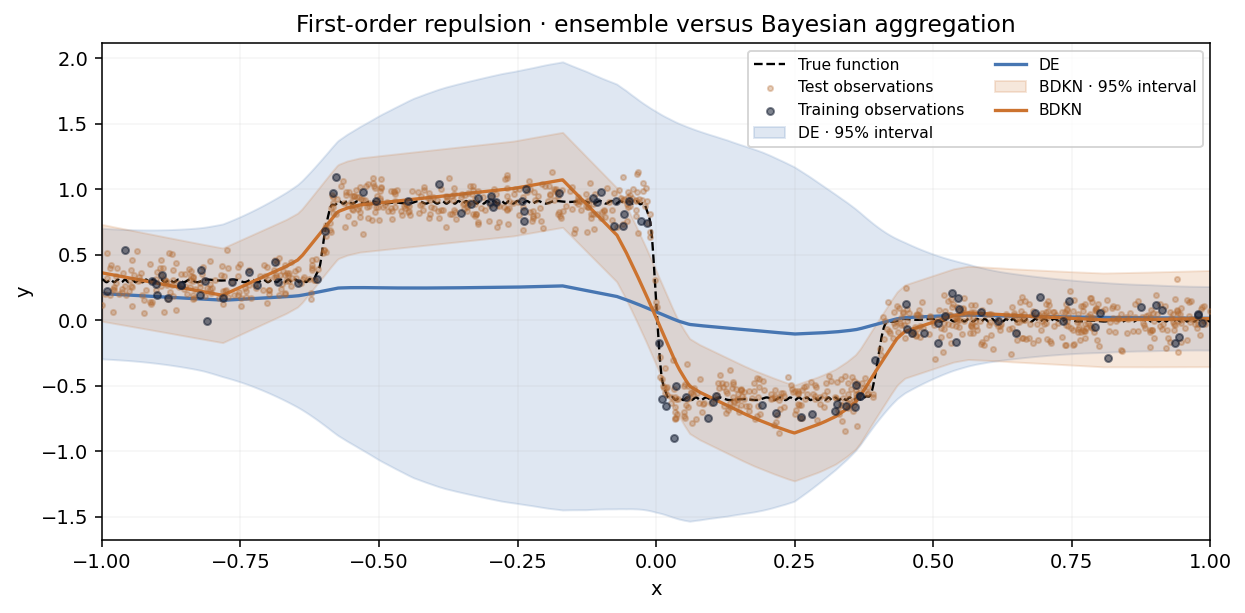 First-order repulsion · ensemble versus Bayesian aggregation
2.0
1.5
1.0
0.5
0.0
−0.5
−1.0
−1.5
y
True function
Test observations
Training observations
DE · 95% interval
DE
BDKN · 95% interval
BDKN
−1.00 −0.75 −0.50 −0.25 0.00 0.25 0.50 0.75 1.00
x